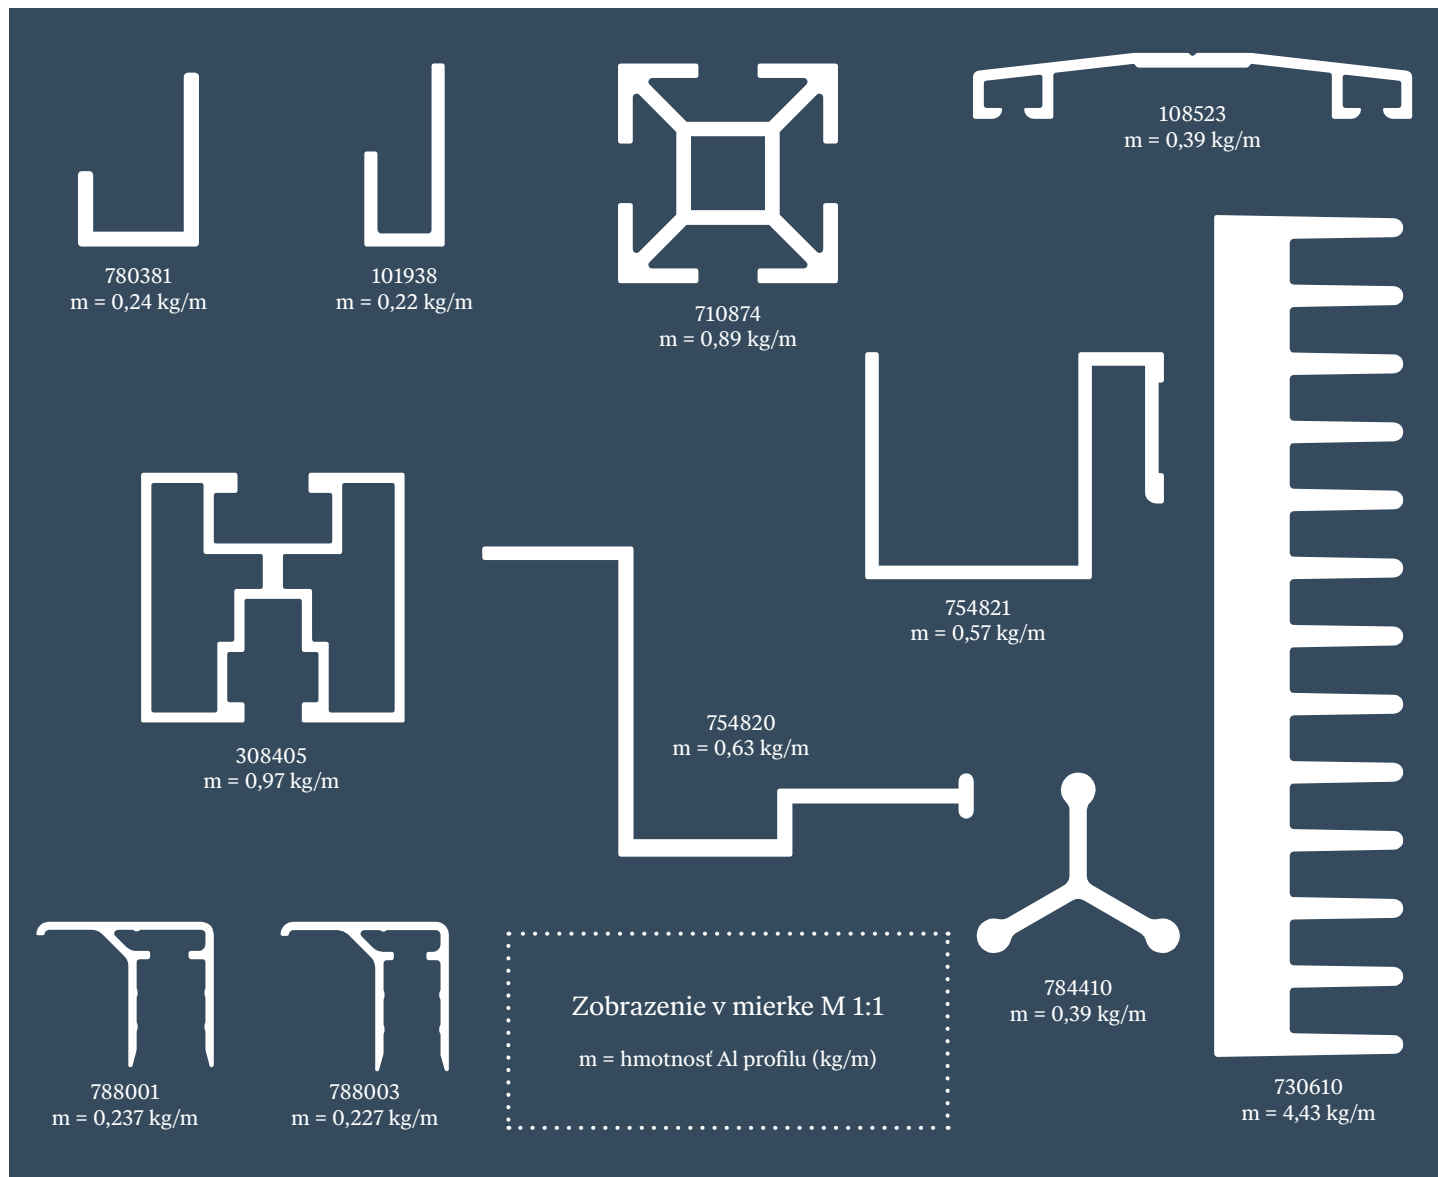 108523
m = 0,39 kg/m
780381
m = 0,24 kg/m
101938
m = 0,22 kg/m
710874
m = 0,89 kg/m
754821
m = 0,57 kg/m
754820
m = 0,63 kg/m
308405
m = 0,97 kg/m
784410
m = 0,39 kg/m
Zobrazenie v mierke M 1:1
m = hmotnosť Al profilu (kg/m)
788001
m = 0,237 kg/m
788003
m = 0,227 kg/m
730610
m = 4,43 kg/m